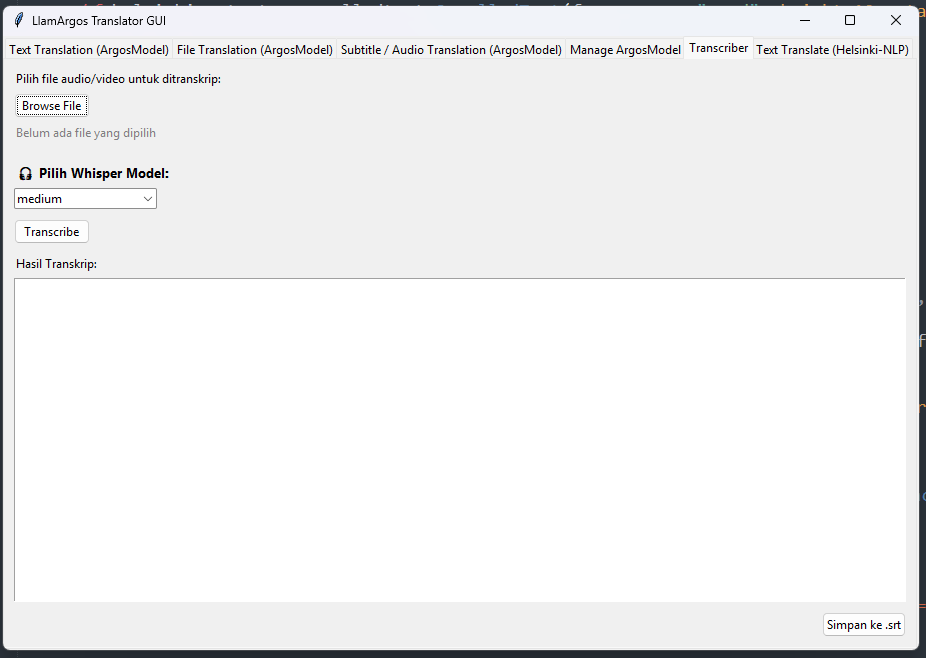 LlamArgos Translator GUI
Text Translation (ArgosModel) File Translation (ArgosModel) Subtitle / Audio Translation (ArgosModel) Manage ArgosModel Transcriber Text Translate (Helsinki-NLP)
Pilih file audio/video untuk ditranskrip:
Browse File
Belum ada file yang dipilih
🎧 Pilih Whisper Model:
medium
Transcribe
Hasil Transkrip:
Simpan ke .srt